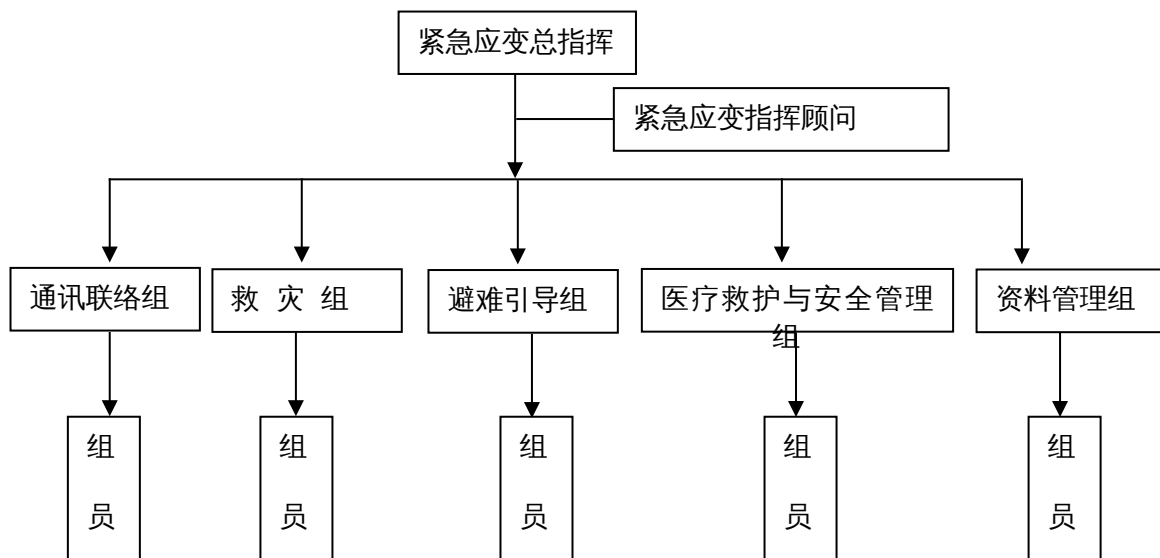 紧急应变总指挥
紧急应变指挥顾问
通讯联络组
救 灾 组
避难引导组
医疗救护与安全管理
组
资料管理组
组
员
组
员
组
员
组
员
组
员